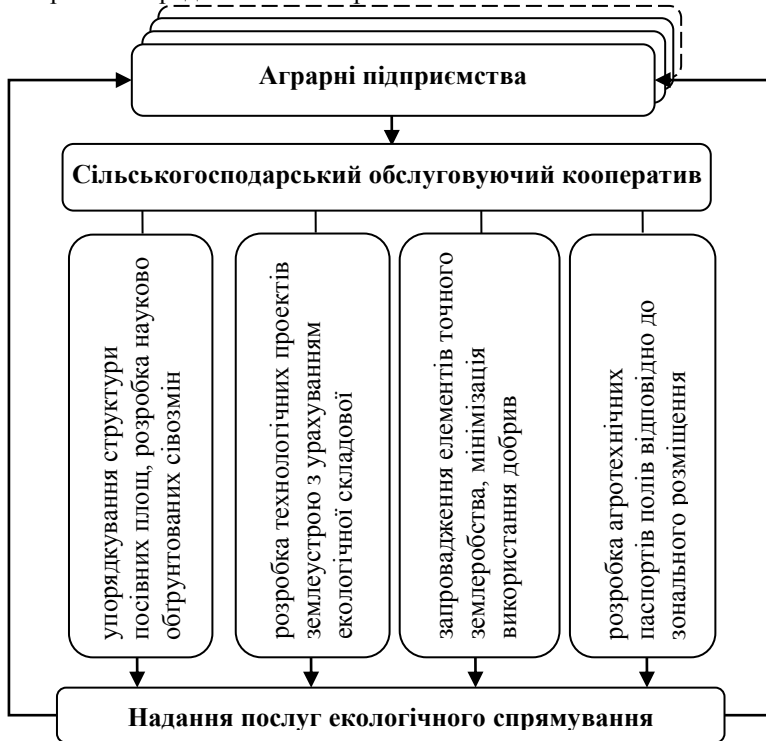 Аграрні підприємства
Сільськогосподарський обслуговуючий кооператив
упорядкування структури
посівних площ, розробка науково
обґрунтованих сівозмін
розробка технологічних проектів
землеустрою з урахуванням
екологічної складової
запровадження елементів точного
землеробства, мінімізація
використання добрив
розробка агротехнічних
паспортів полів відповідно до
зонального розміщення
Надання послуг екологічного спрямування